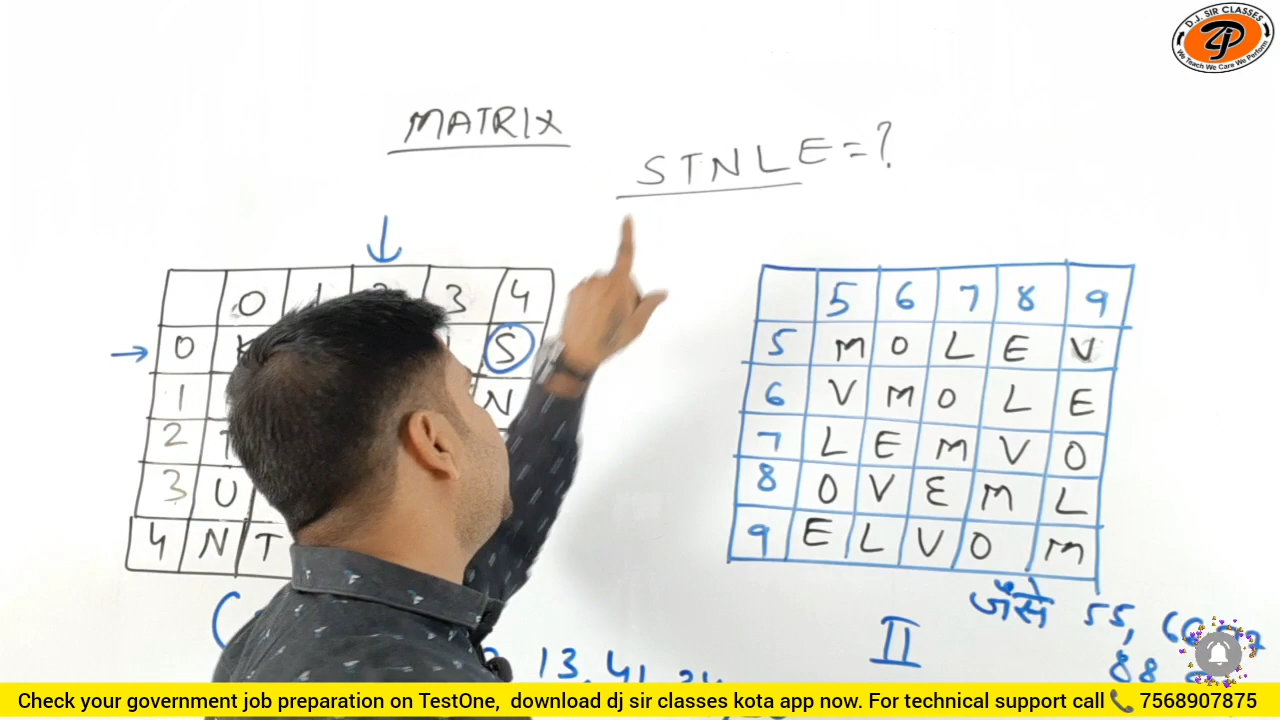 D.J. SIR CLASSES
We Teach We Care We Perform
MATRIX
STNLE=?
0 3 4
0 S
1 N
2
3 U
4 N T
5 6 7 8 9
5 M O L E V
6 V M O L E
7 L E M V O
8 O V E M L
9 E L V O M
जैसे 55,
88
II
13, 41,
Check your government job preparation on TestOne, download dj sir classes kota app now. For technical support call 📞 7568907875